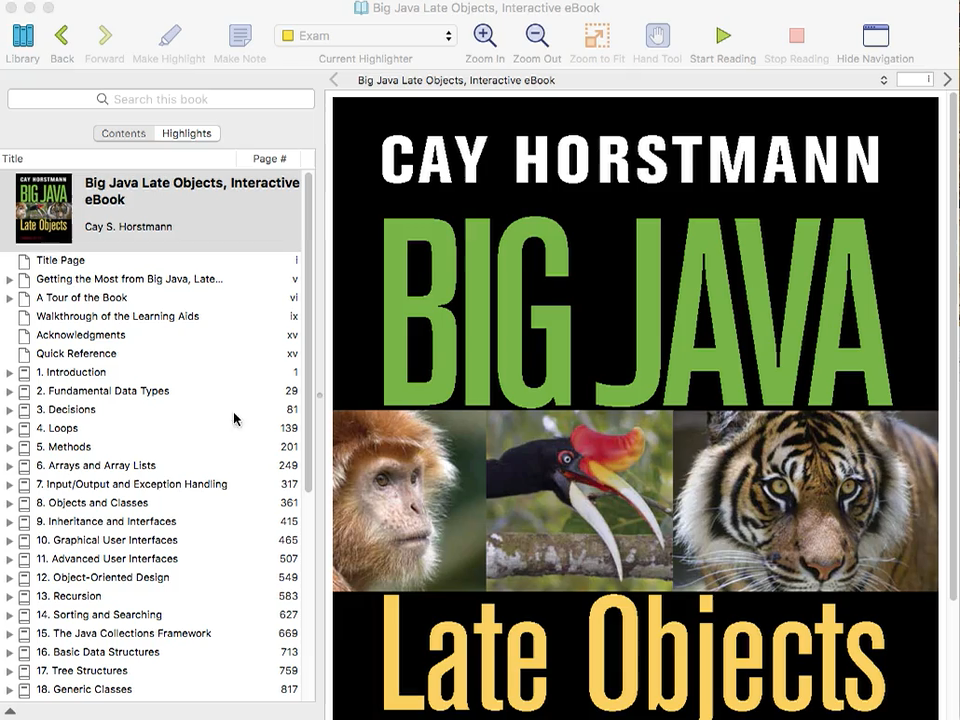 Big Java Late Objects, Interactive eBook
Library Back Forward Make Highlight Make Note Exam Current Highlighter Zoom In Zoom Out Zoom to Fit Hand Tool Start Reading Stop Reading Hide Navigation
Search this book
Big Java Late Objects, Interactive eBook i
Contents Highlights
Title Page #
CAY HORSTMANN
BIG JAVA
Late Objects
Big Java Late Objects, Interactive
eBook
Cay S. Horstmann
Title Page i
Getting the Most from Big Java, Late... v
A Tour of the Book vi
Walkthrough of the Learning Aids ix
Acknowledgments xv
Quick Reference xv
1. Introduction 1
2. Fundamental Data Types 29
3. Decisions 81
4. Loops 139
5. Methods 201
6. Arrays and Array Lists 249
7. Input/Output and Exception Handling 317
8. Objects and Classes 361
9. Inheritance and Interfaces 415
10. Graphical User Interfaces 465
11. Advanced User Interfaces 507
12. Object-Oriented Design 549
13. Recursion 583
14. Sorting and Searching 627
15. The Java Collections Framework 669
16. Basic Data Structures 713
17. Tree Structures 759
18. Generic Classes 817
CAY HORSTMANN
BIG JAVA
Late Objects